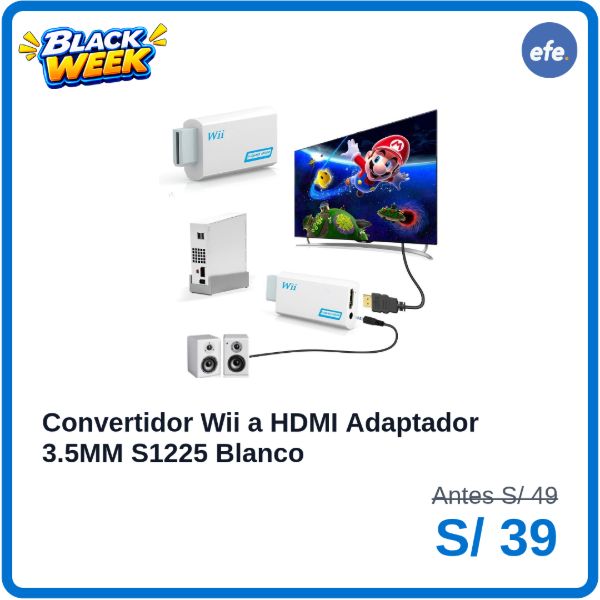 BLACK
WEEK
efe.
Wii
Wii
Convertidor Wii a HDMI Adaptador
3.5MM S1225 Blanco
Antes S/ 49
S/ 39